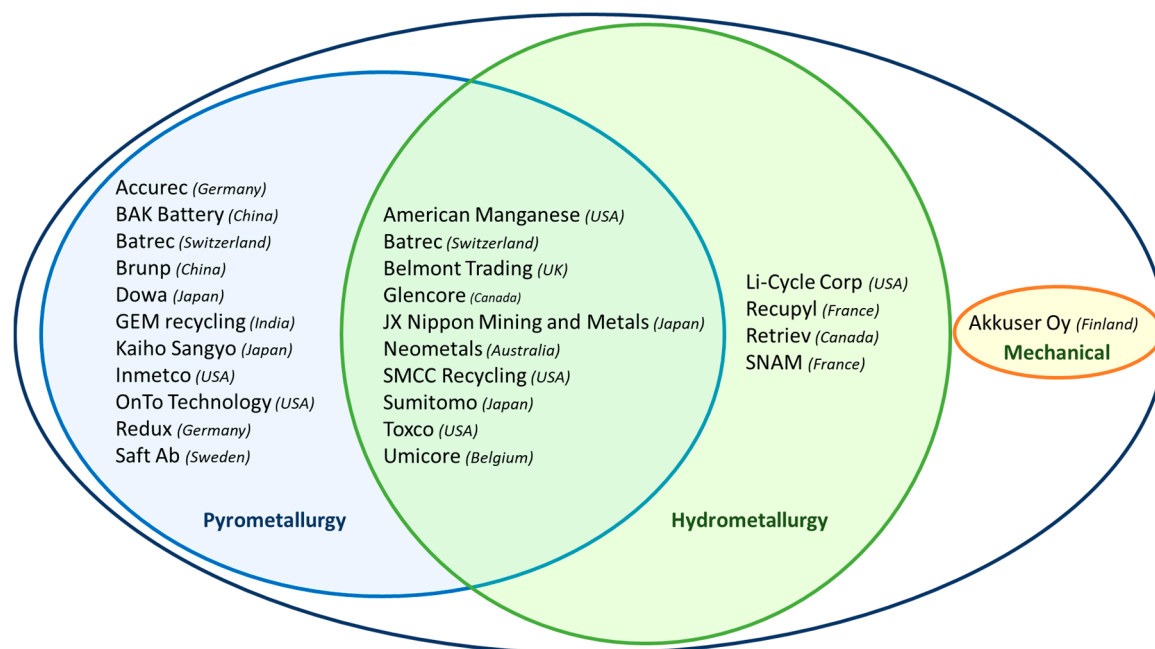 Accurec (Germany)
BAK Battery (China)
Batrec (Switzerland)
Brunp (China)
Dowa (Japan)
GEM recycling (India)
Kaiho Sangyo (Japan)
Inmetco (USA)
OnTo Technology (USA)
Redux (Germany)
Saft Ab (Sweden)
Pyrometallurgy
American Manganese (USA)
Batrec (Switzerland)
Belmont Trading (UK)
Glencore (Canada)
JX Nippon Mining and Metals (Japan)
Neometals (Australia)
SMCC Recycling (USA)
Sumitomo (Japan)
Toxco (USA)
Umicore (Belgium)
Li-Cycle Corp (USA)
Recupyl (France)
Retriev (Canada)
SNAM (France)
Hydrometallurgy
Akkuser Oy (Finland)
Mechanical